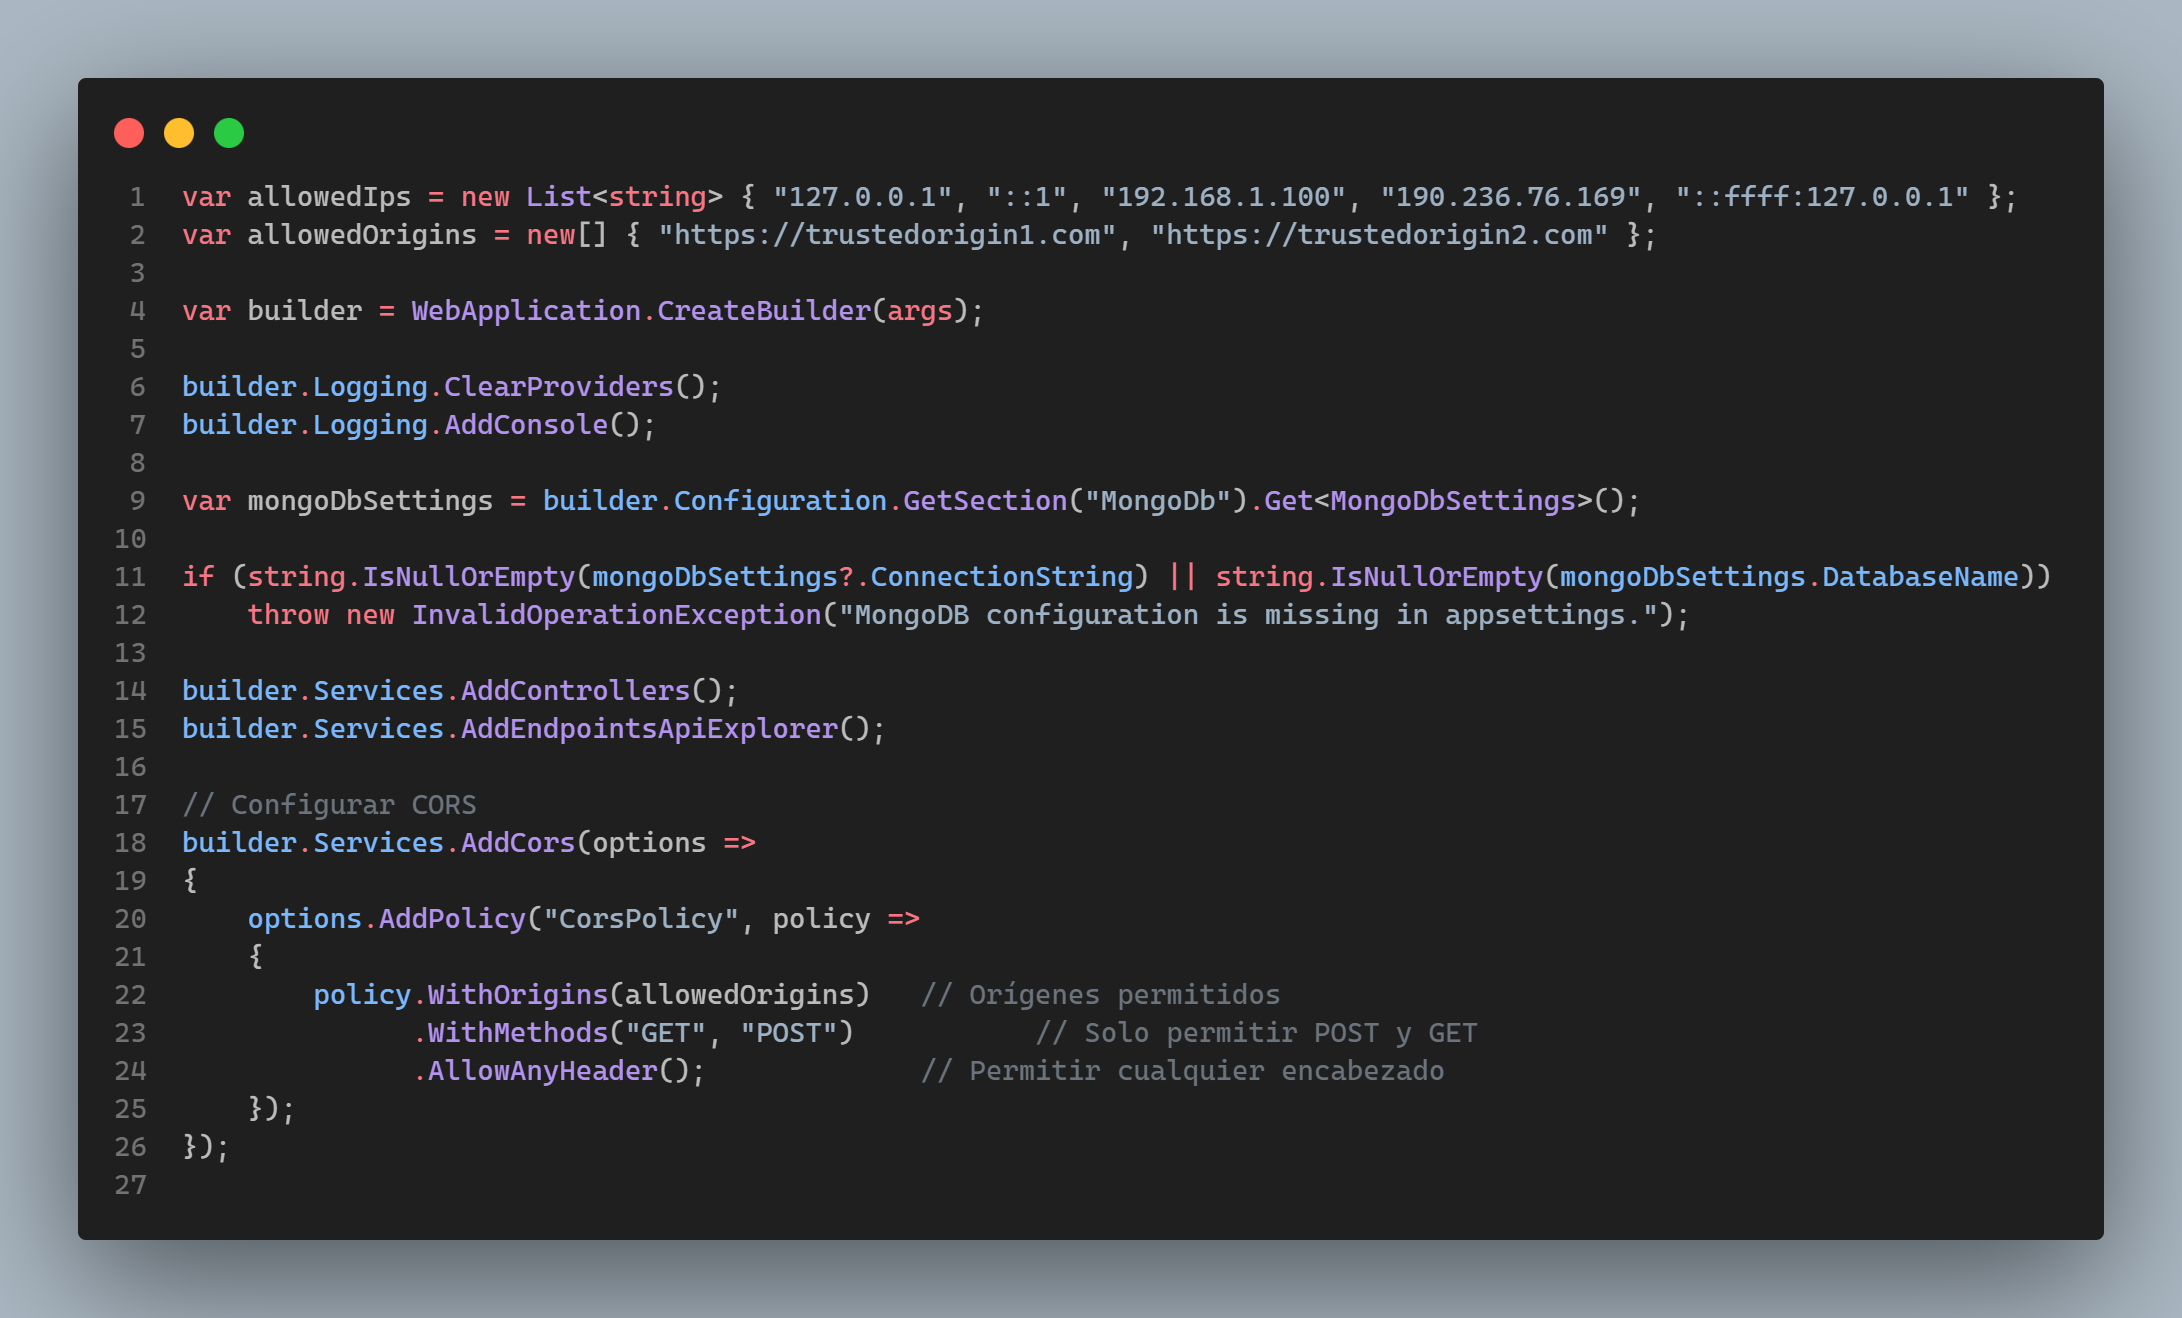 1 var allowedIps = new List<string> { "127.0.0.1", "::1", "192.168.1.100", "190.236.76.169", "::ffff:127.0.0.1" };
2 var allowedOrigins = new[] { "https://trustedorigin1.com", "https://trustedorigin2.com" };
3
4 var builder = WebApplication.CreateBuilder(args);
5
6 builder.Logging.ClearProviders();
7 builder.Logging.AddConsole();
8
9 var mongoDbSettings = builder.Configuration.GetSection("MongoDb").Get<MongoDbSettings>();
10
11 if (string.IsNullOrEmpty(mongoDbSettings?.ConnectionString) || string.IsNullOrEmpty(mongoDbSettings.DatabaseName))
12     throw new InvalidOperationException("MongoDB configuration is missing in appsettings.");
13
14 builder.Services.AddControllers();
15 builder.Services.AddEndpointsApiExplorer();
16
17 // Configurar CORS
18 builder.Services.AddCors(options =>
19 {
20     options.AddPolicy("CorsPolicy", policy =>
21     {
22         policy.WithOrigins(allowedOrigins)   // Orígenes permitidos
23               .WithMethods("GET", "POST")           // Solo permitir POST y GET
24               .AllowAnyHeader();             // Permitir cualquier encabezado
25     });
26 });
27